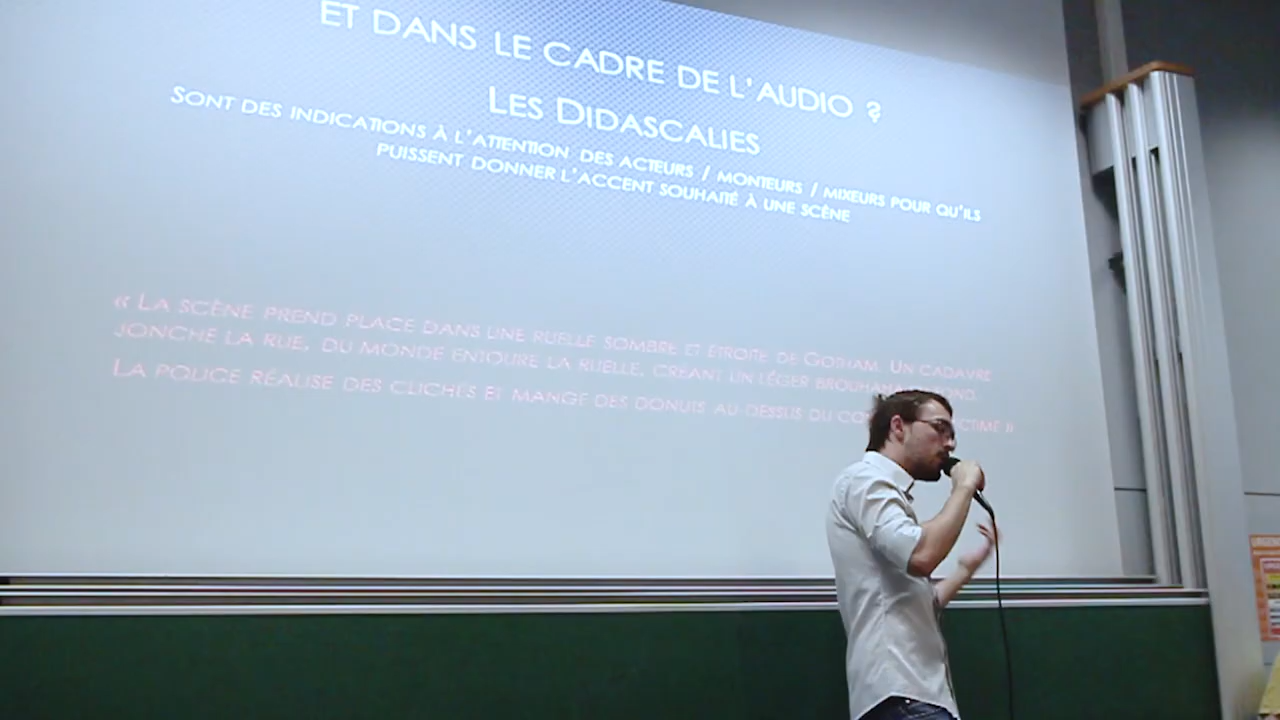 ET DANS LE CADRE DE L'AUDIO ?
LES DIDASCALIES
SONT DES INDICATIONS À L'ATTENTION DES ACTEURS / MONTEURS / MIXEURS POUR QU'ILS
PUISSENT DONNER L'ACCENT SOUHAITÉ À UNE SCÈNE
« LA SCÈNE PREND PLACE DANS UNE RUELLE SOMBRE ET ÉTROITE DE GOTHAM. UN CADAVRE
JONCHE LA RUE, DU MONDE ENTOURE LA RUELLE, CRÉANT UN LÉGER BROUHAHA
LA POLICE RÉALISE DES CLICHÉS ET MANGE DES DONUTS AU-DESSUS DU »